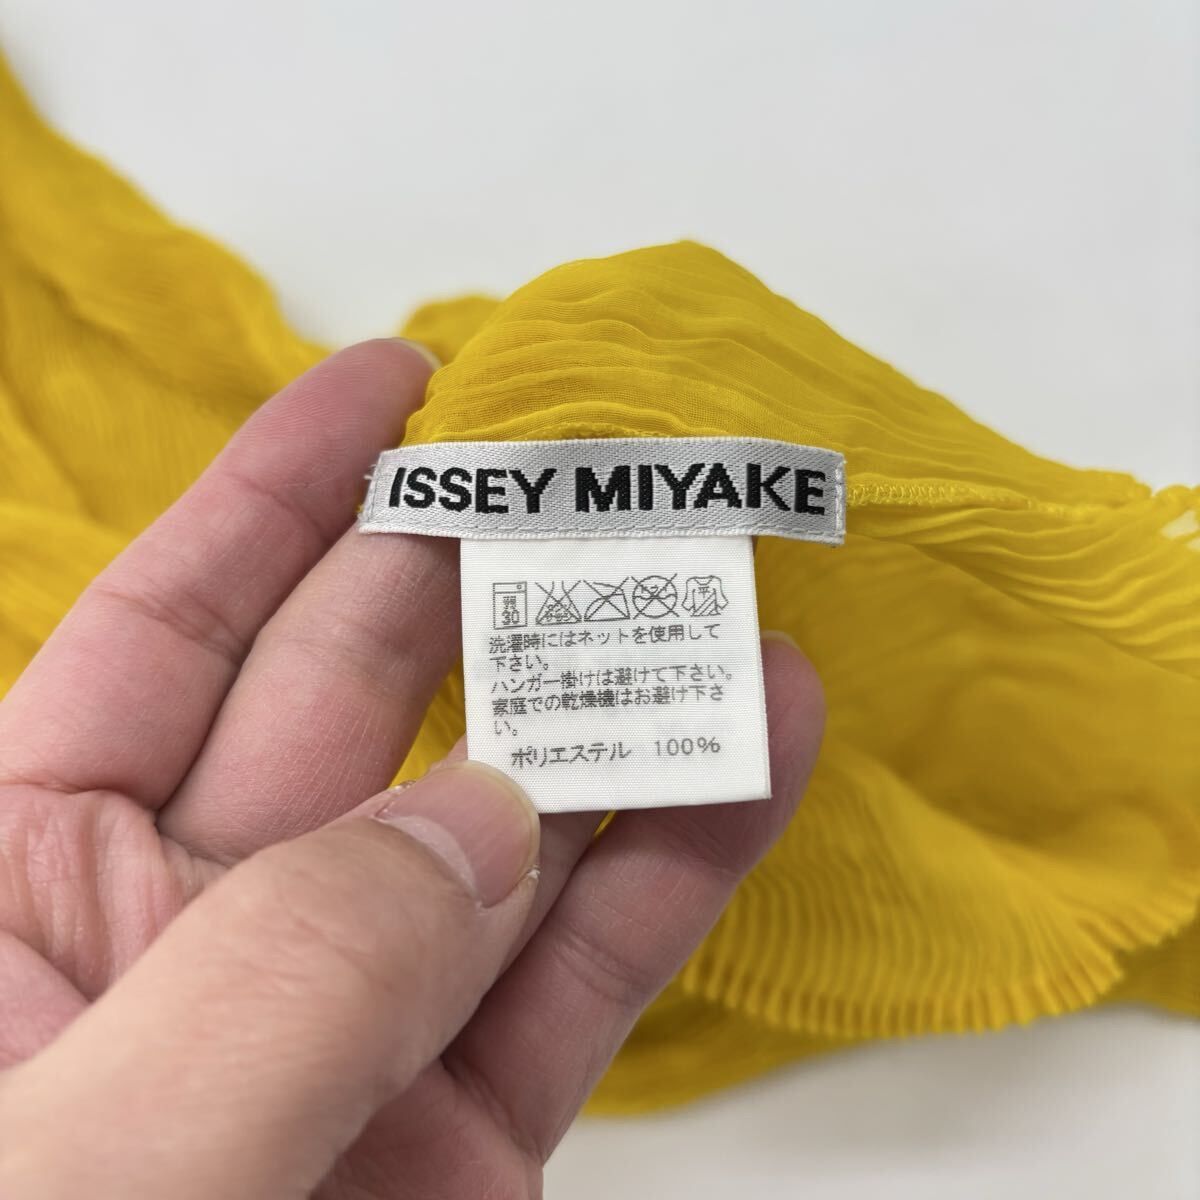 ISSEY MIYAKE
弱
30
平
洗濯時にはネットを使用して
下さい。
ハンガー掛けは避けて下さい。
家庭での乾燥機はお避け下さ
い。
ポリエステル 100%